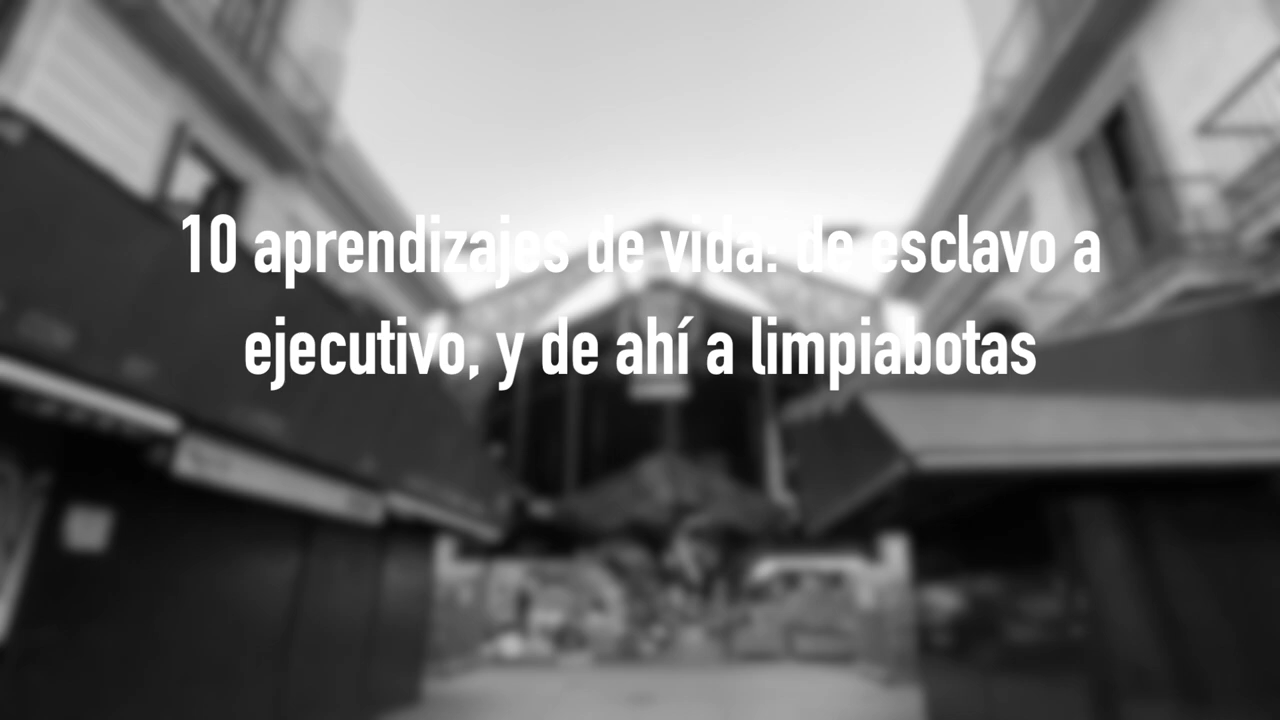 10 aprendizajes de vida: de esclavo a
ejecutivo, y de ahí a limpiabotas